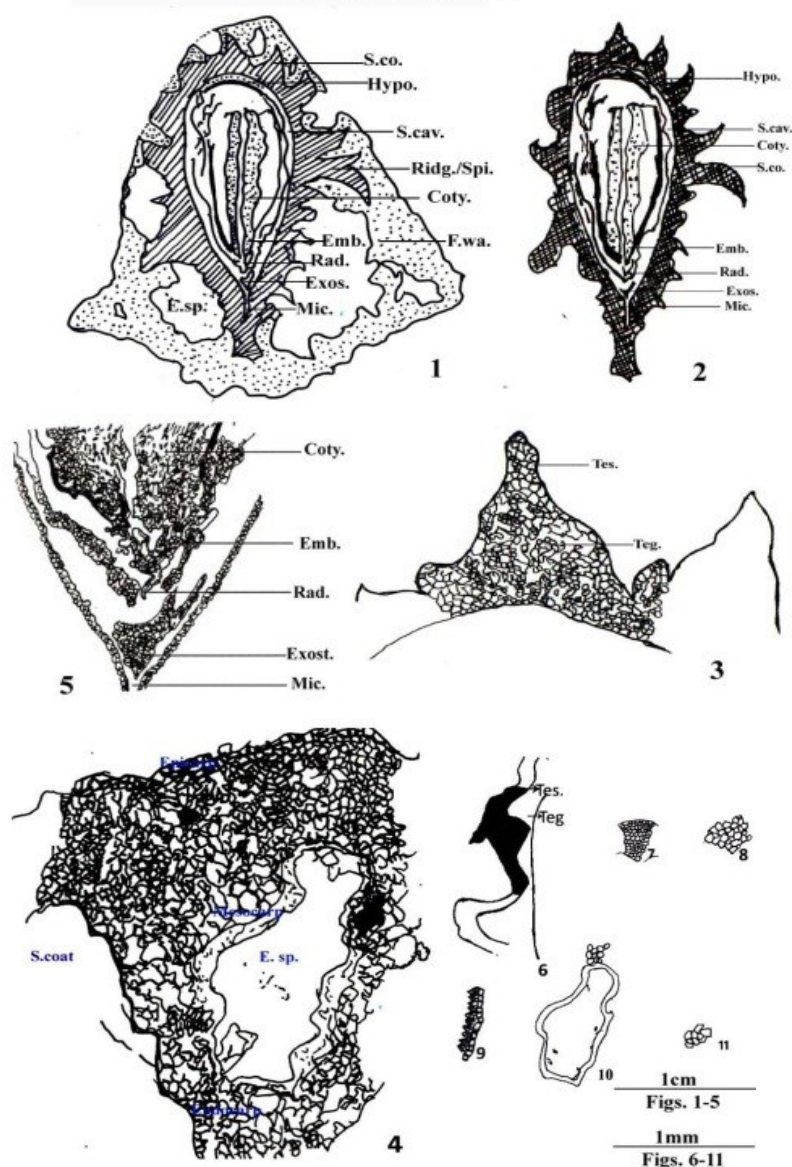 S.co.
Hypo.
S.cav.
Ridg./Spi.
Coty.
Emb.
F.wa.
Rad.
Exos.
E.sp.
Mic.
1
Hypo.
S.cav.
Coty.
S.co.
Emb.
Rad.
Exos.
Mic.
2
Coty.
Emb.
Rad.
Exost.
Mic.
5
Tes.
Teg.
3
Epicarp
Mesocarp
S.coat
E. sp.
Endocarp
4
Tes.
Teg
6
7
8
9
10
11
1cm
Figs. 1-5
1mm
Figs. 6-11